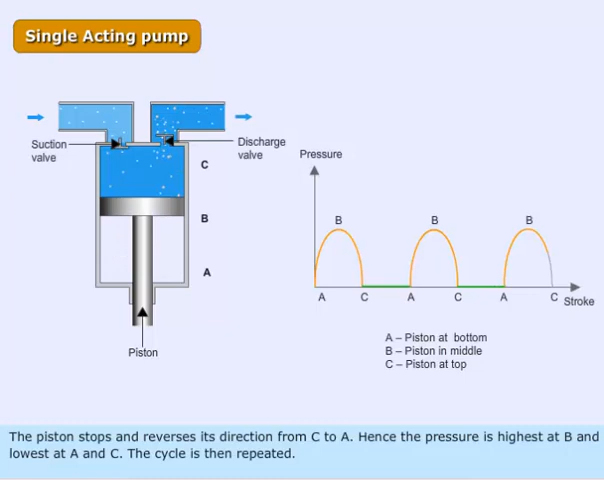 Single Acting pump
Suction
valve
Discharge
valve
C
B
A
Piston
Pressure
B
B
B
A
C
A
C
A
C
Stroke
A – Piston at bottom
B – Piston in middle
C – Piston at top
The piston stops and reverses its direction from C to A. Hence the pressure is highest at B and
lowest at A and C. The cycle is then repeated.